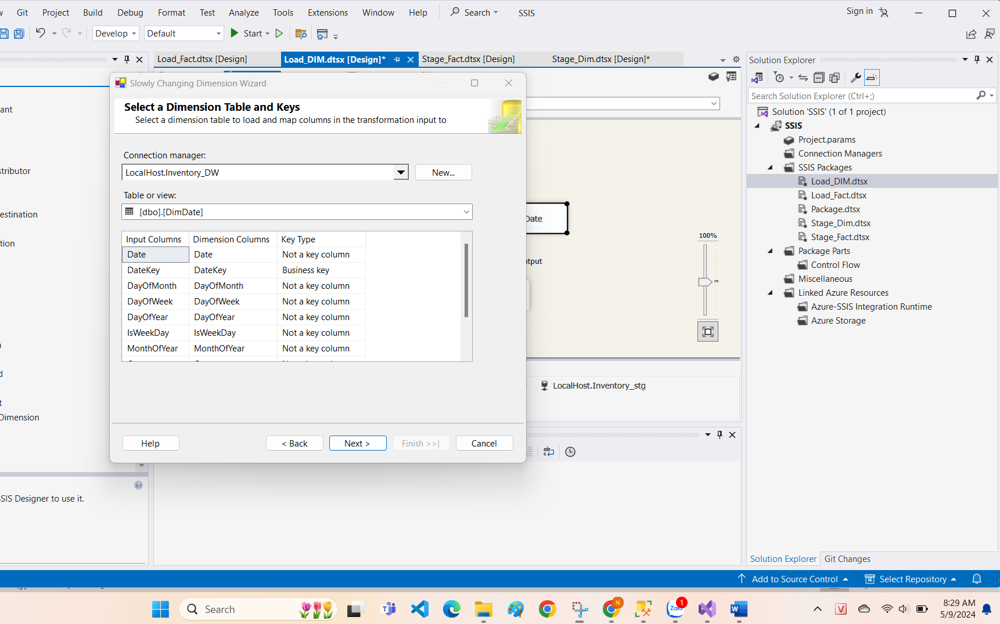 Git Project Build Debug Format Test Analyze Tools Extensions Window Help Search SSIS Sign in
Develop Default Start
Load_Fact.dtsx [Design] Load_DIM.dtsx [Design]* Stage_Fact.dtsx [Design] Stage_Dim.dtsx [Design]*
ant
stributor
estination
tion
d
t
Dimension
SIS Designer to use it.
Slowly Changing Dimension Wizard
Select a Dimension Table and Keys
Select a dimension table to load and map columns in the transformation input to
Connection manager:
LocalHost.Inventory_DW New...
Table or view:
[dbo].[DimDate]
Input Columns Dimension Columns Key Type
Date Date Not a key column
DateKey DateKey Business key
DayOfMonth DayOfMonth Not a key column
DayOfWeek DayOfWeek Not a key column
DayOfYear DayOfYear Not a key column
IsWeekDay IsWeekDay Not a key column
MonthOfYear MonthOfYear Not a key column
Help < Back Next > Finish >>| Cancel
Date
100%
utput
LocalHost.Inventory_stg
Solution Explorer
Search Solution Explorer (Ctrl+;)
Solution 'SSIS' (1 of 1 project)
SSIS
Project.params
Connection Managers
SSIS Packages
Load_DIM.dtsx
Load_Fact.dtsx
Package.dtsx
Stage_Dim.dtsx
Stage_Fact.dtsx
Package Parts
Control Flow
Miscellaneous
Linked Azure Resources
Azure-SSIS Integration Runtime
Azure Storage
Solution Explorer Git Changes
Add to Source Control Select Repository
Search
N
Zalo
1
8:29 AM
5/9/2024